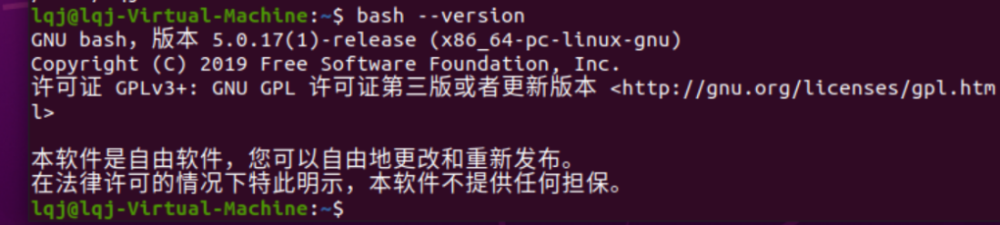 lqj@lqj-Virtual-Machine:~$ bash --version
GNU bash，版本 5.0.17(1)-release (x86_64-pc-linux-gnu)
Copyright (C) 2019 Free Software Foundation, Inc.
许可证 GPLv3+: GNU GPL 许可证第三版或者更新版本 <http://gnu.org/licenses/gpl.htm
l>
本软件是自由软件，您可以自由地更改和重新发布。
在法律许可的情况下特此明示，本软件不提供任何担保。
lqj@lqj-Virtual-Machine:~$